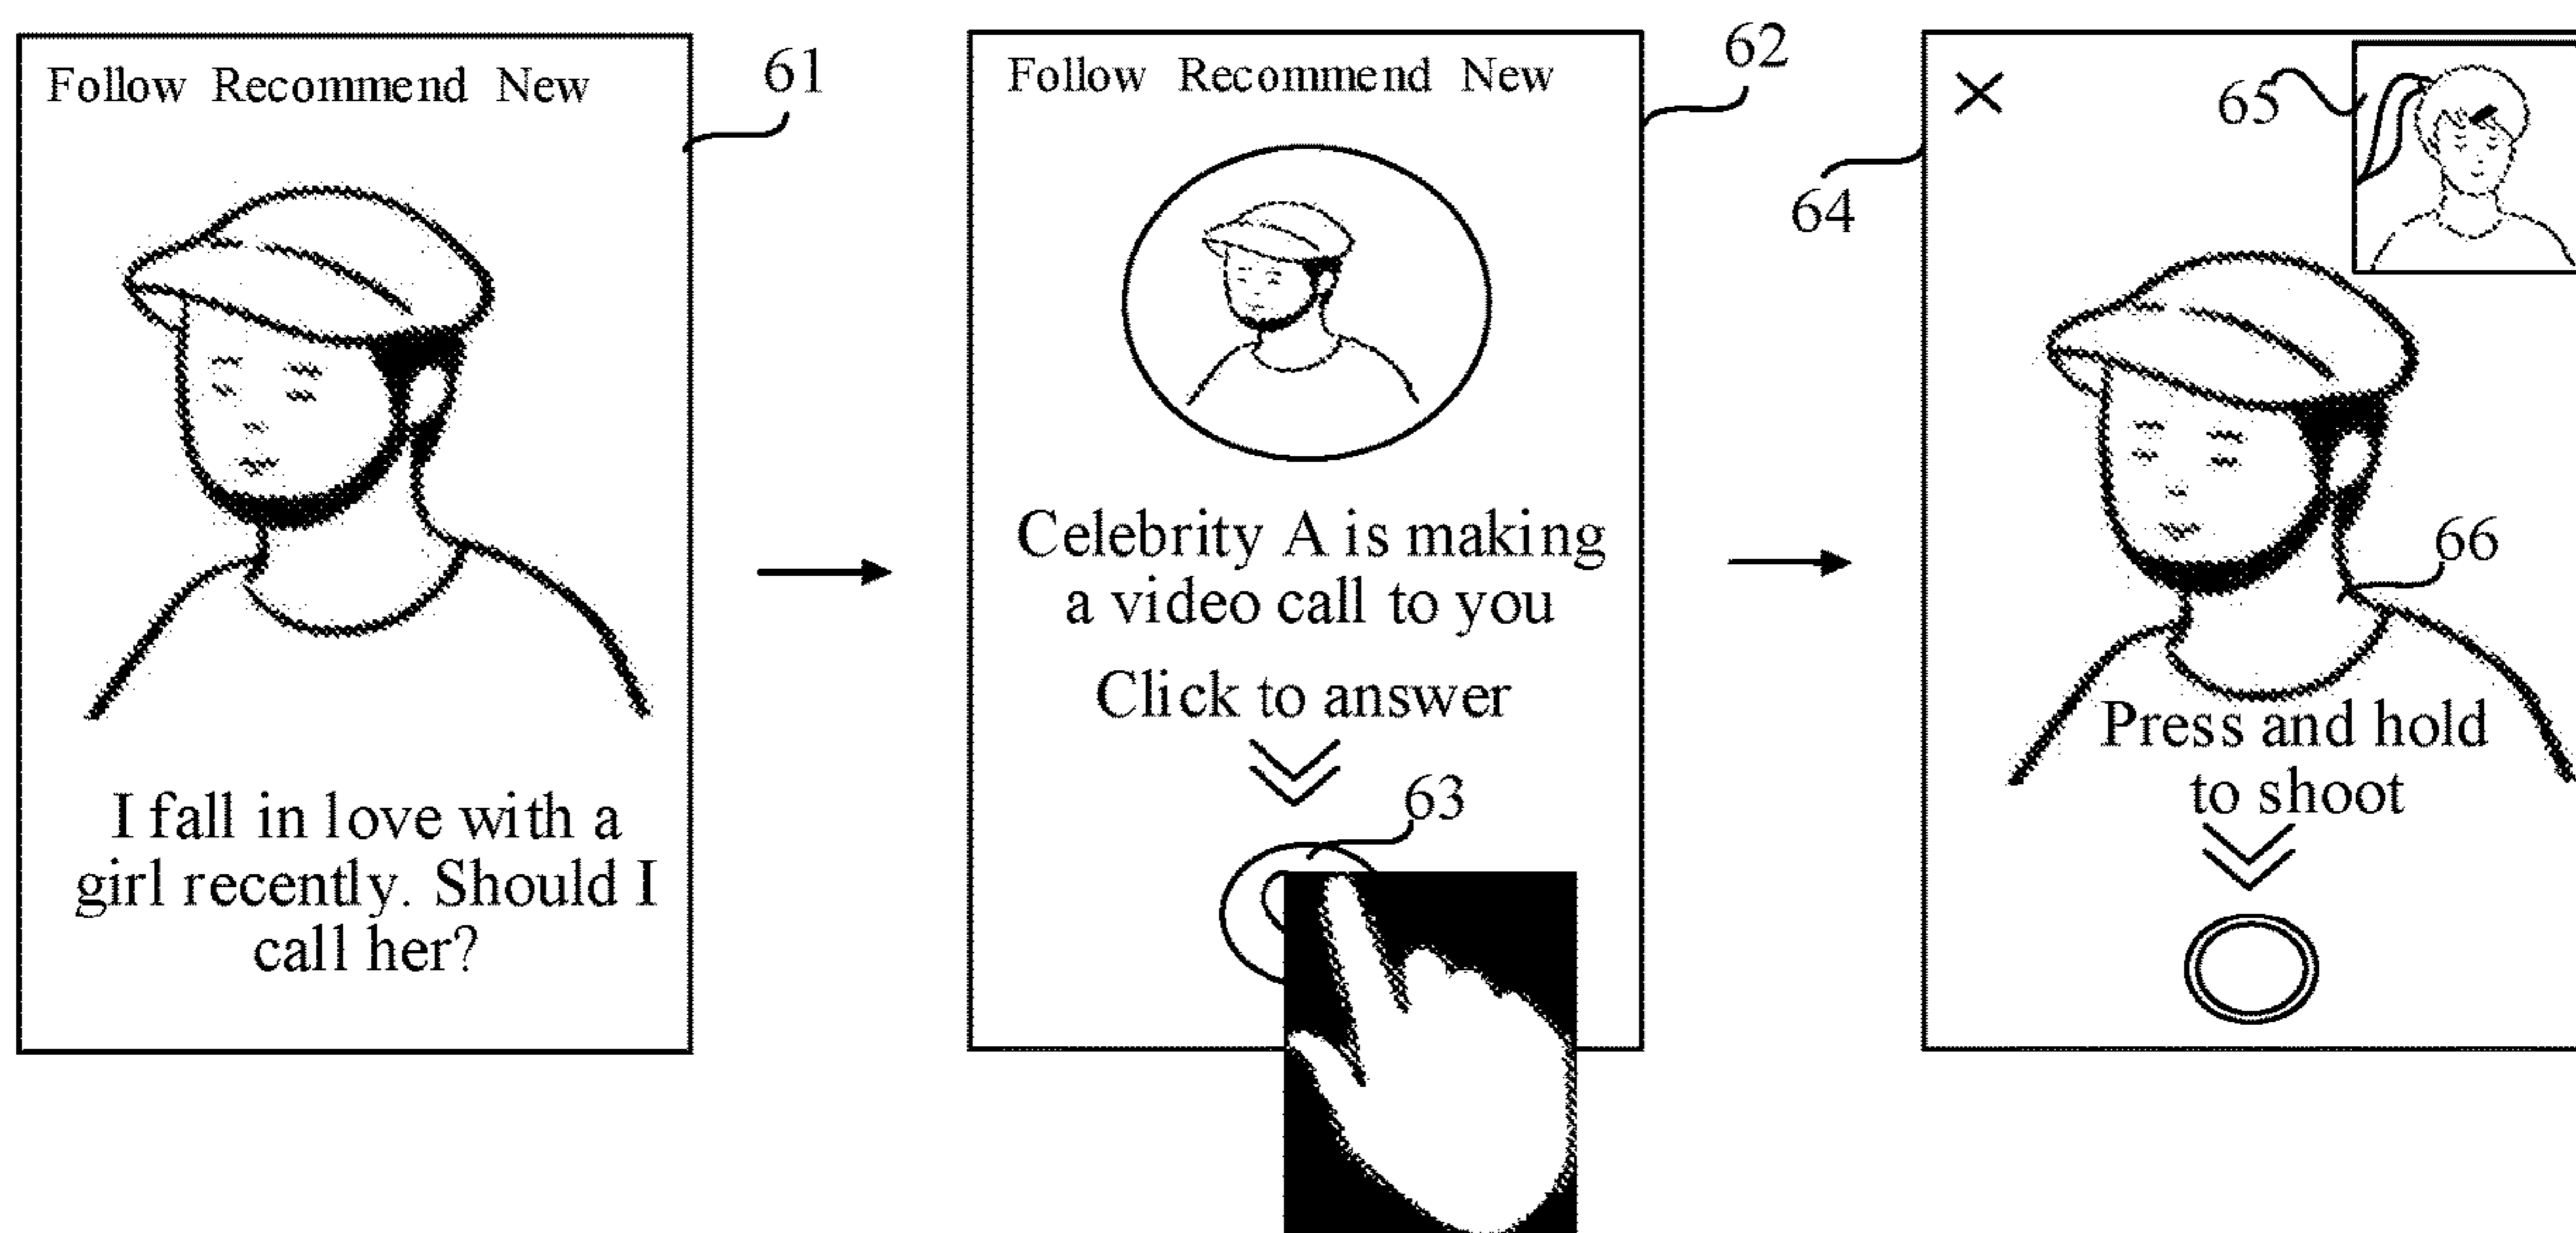 Follow Recommend New
61
I fall in love with a
girl recently. Should I
call her?
Follow Recommend New
62
Celebrity A is making
a video call to you
Click to answer
63
64
65
66
Press and hold
to shoot